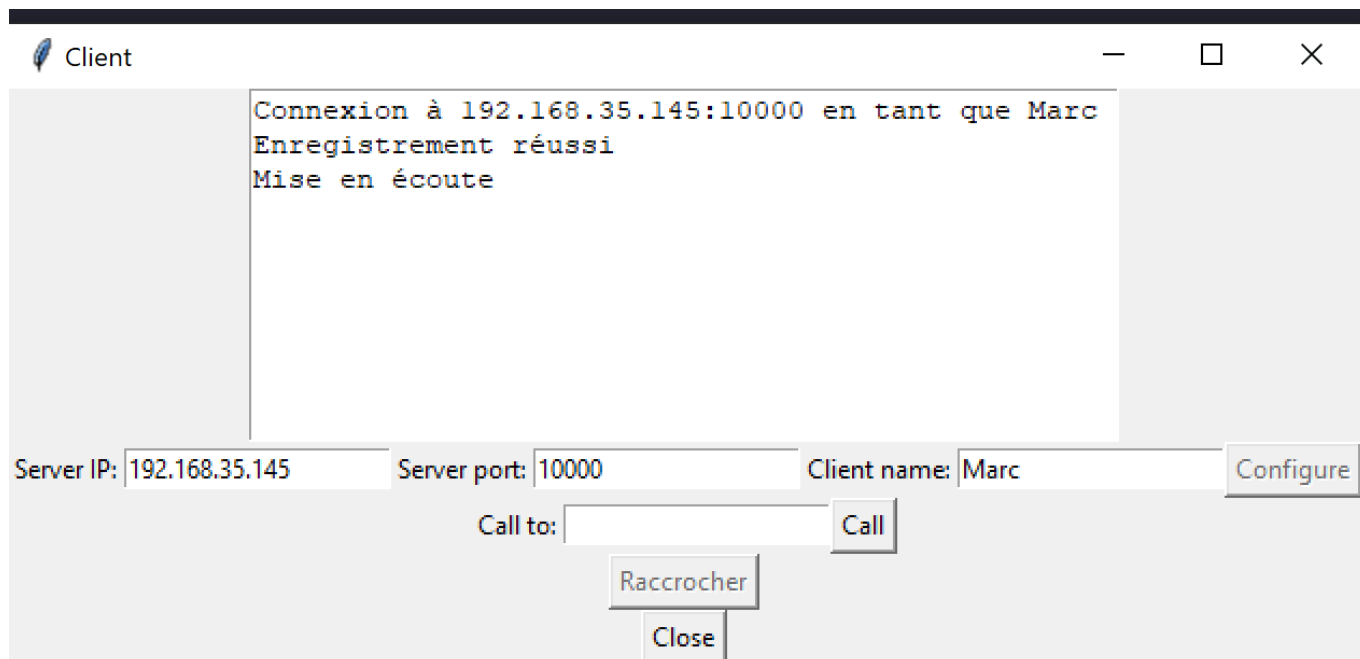 Client
Connexion à 192.168.35.145:10000 en tant que Marc
Enregistrement réussi
Mise en écoute
Server IP: 192.168.35.145 Server port: 10000 Client name: Marc Configure
Call to: Call
Raccrocher
Close